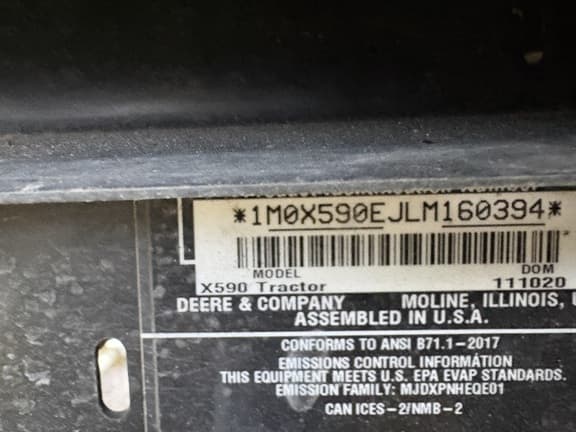 *1M0X590EJLM160394*
MODEL DOM
X590 Tractor 111020
DEERE & COMPANY MOLINE, ILLINOIS,
ASSEMBLED IN U.S.A.
CONFORMS TO ANSI B71.1-2017
EMISSIONS CONTROL INFORMATION
THIS EQUIPMENT MEETS U.S. EPA EVAP STANDARDS.
EMISSION FAMILY: MJDXPNHEQE01
CAN ICES-2/NMB-2